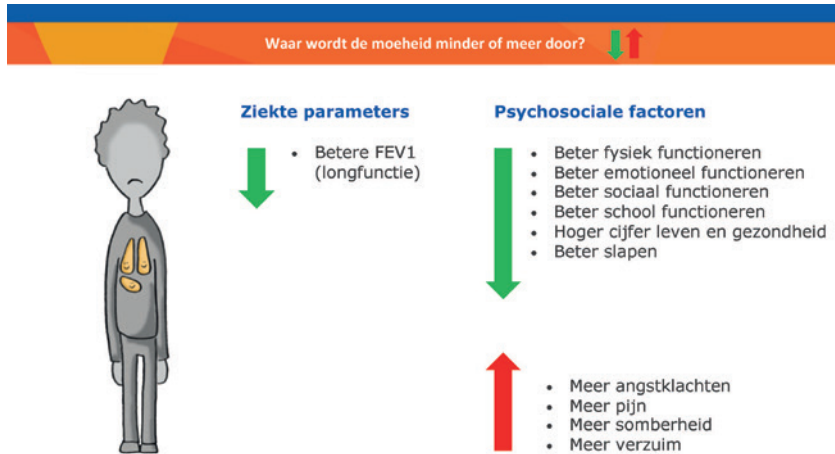 Waar wordt de moeheid minder of meer door?
Ziekte parameters
• Betere FEV1
(longfunctie)
Psychosociale factoren
• Beter fysiek functioneren
• Beter emotioneel functioneren
• Beter sociaal functioneren
• Beter school functioneren
• Hoger cijfer leven en gezondheid
• Beter slapen
• Meer angstklachten
• Meer pijn
• Meer somberheid
• Meer verzuim